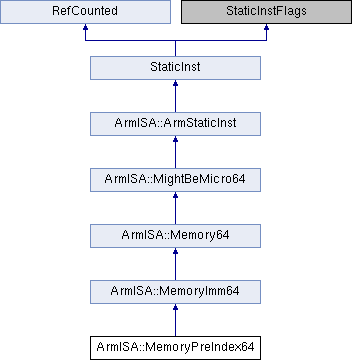 RefCounted
StaticInstFlags
StaticInst
ArmISA::ArmStaticInst
ArmISA::MightBeMicro64
ArmISA::Memory64
ArmISA::MemoryImm64
ArmISA::MemoryPreIndex64